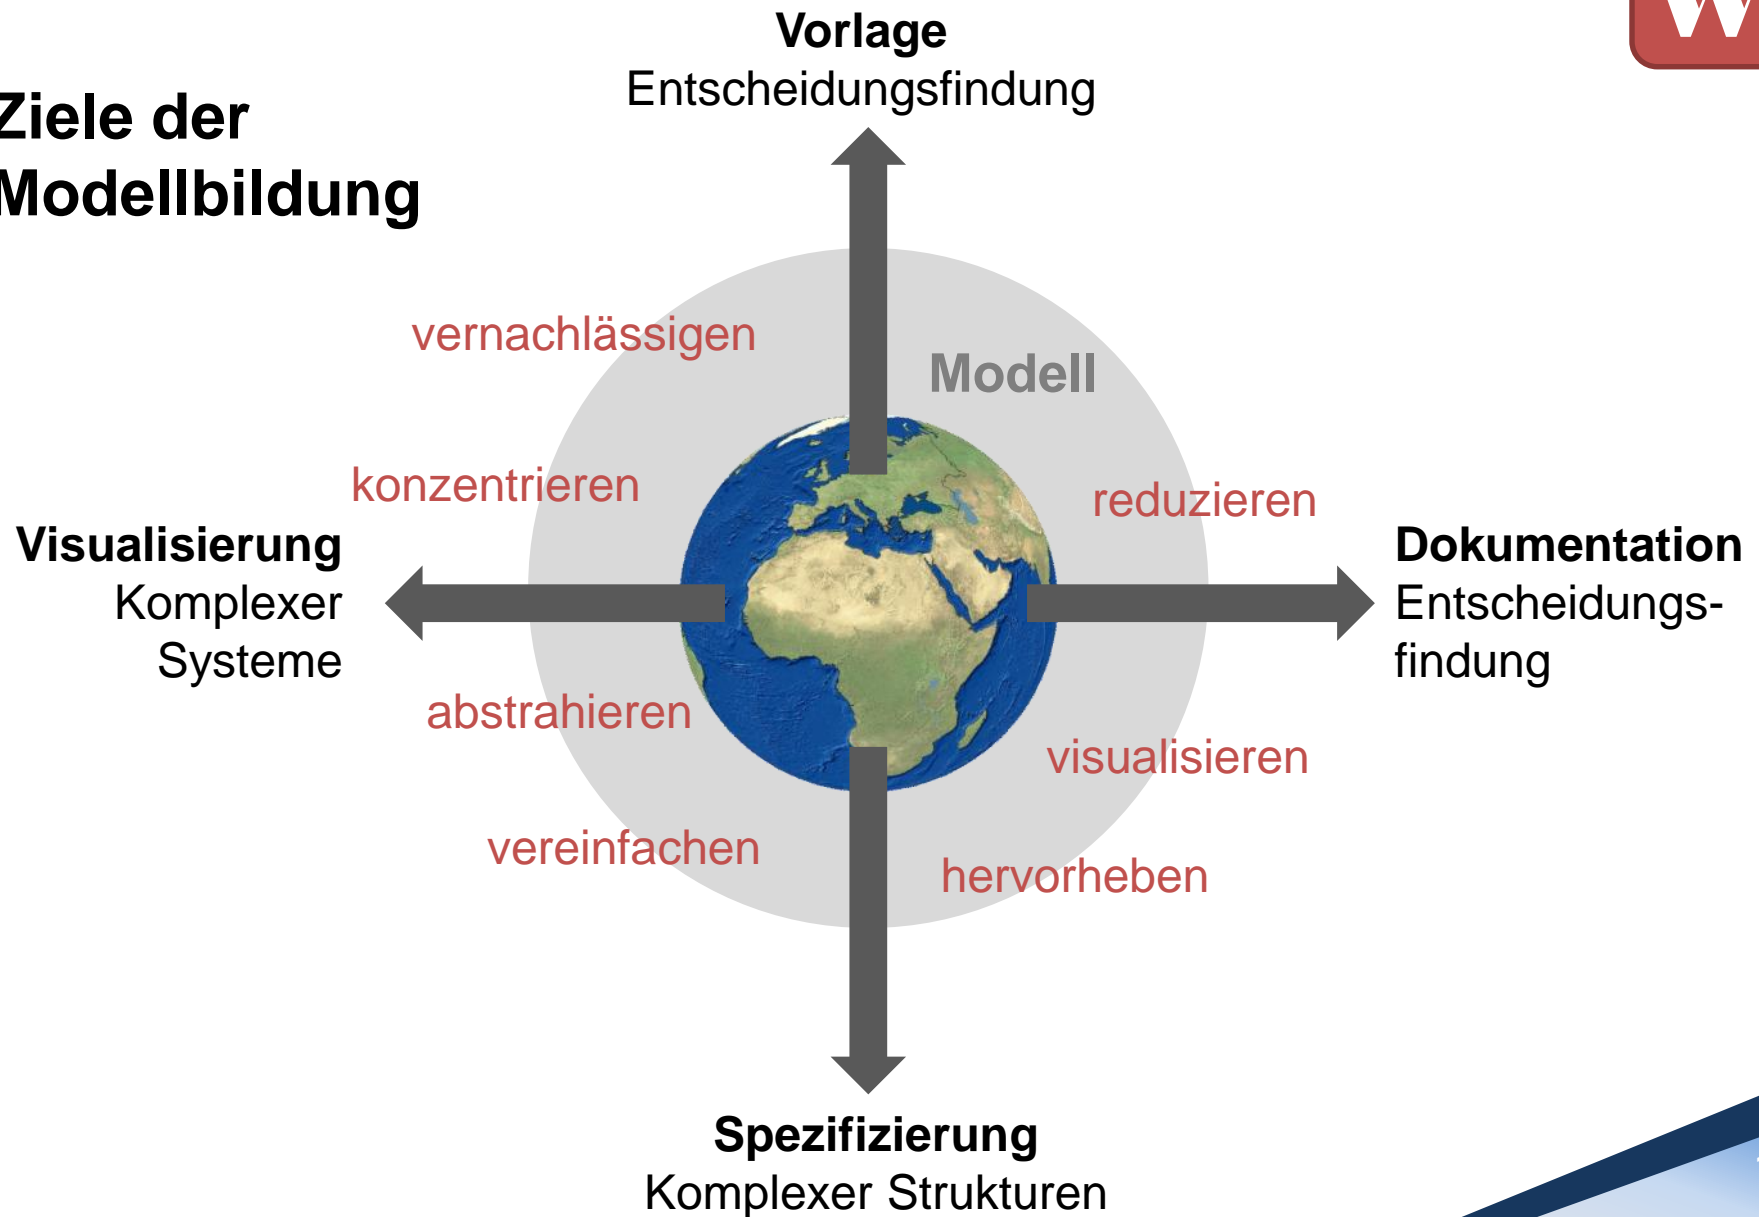 Vorlage
Entscheidungsfindung
W
Ziele der
Modellbildung
vernachlässigen
Modell
konzentrieren
reduzieren
Visualisierung
Komplexer
Systeme
Dokumentation
Entscheidungs-
findung
abstrahieren
visualisieren
vereinfachen
hervorheben
Spezifizierung
Komplexer Strukturen